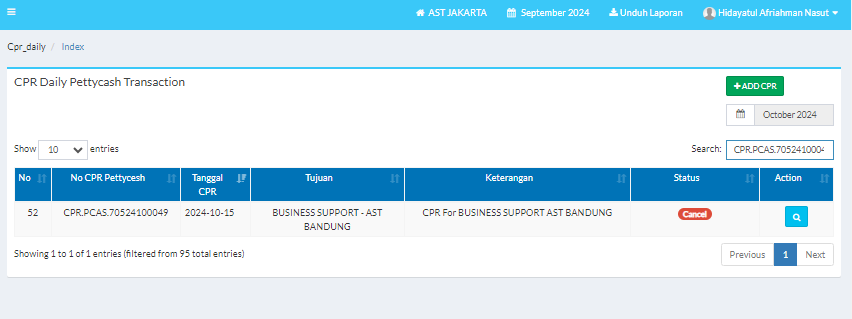 AST JAKARTA September 2024 Unduh Laporan Hidayatul Afriahman Nasut
Cpr_daily / Index
CPR Daily Pettycash Transaction
ADD CPR
October 2024
Show 10 entries
Search: CPR.PCAS.7052410004
No No CPR Pettycesh Tanggal CPR Tujuan Keterangan Status Action
52 CPR.PCAS.70524100049 2024-10-15 BUSINESS SUPPORT - AST BANDUNG CPR For BUSINESS SUPPORT AST BANDUNG Cancel
Showing 1 to 1 of 1 entries (filtered from 95 total entries)
Previous 1 Next